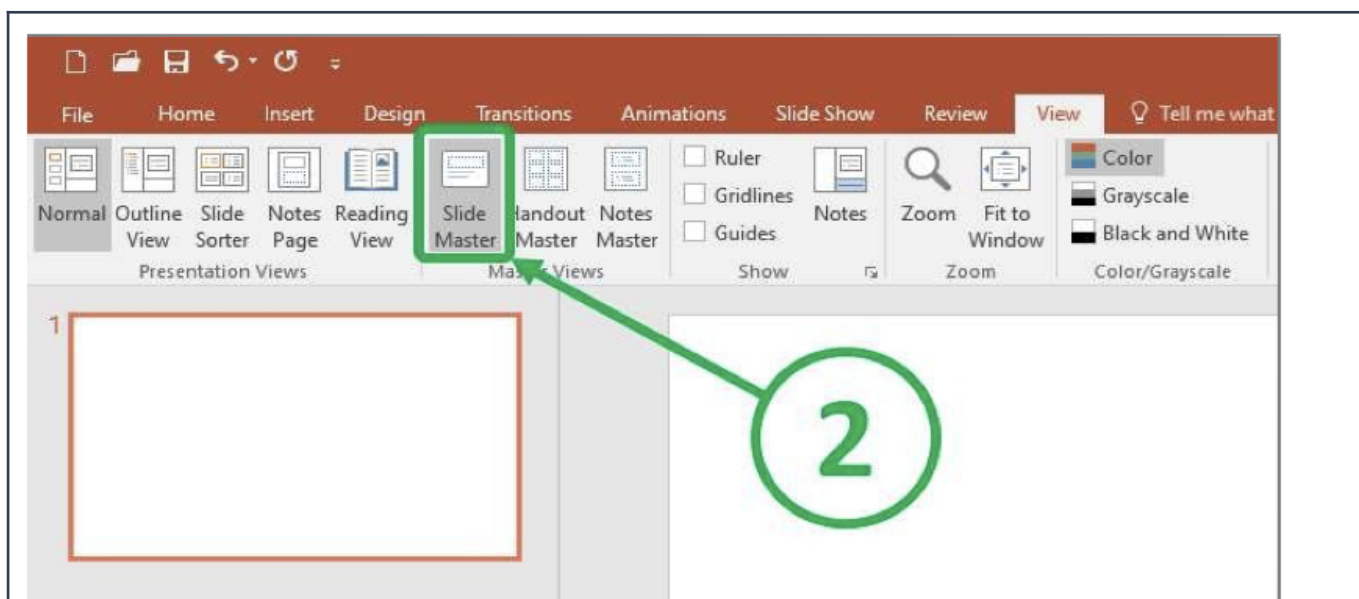 File Home Insert Design Transitions Animations Slide Show Review View Tell me what
Normal Outline View Slide Sorter Notes Page Reading View
Presentation Views
Slide Master Handout Master Notes Master
Master Views
Ruler
Gridlines
Guides
Notes
Show
Zoom Fit to Window
Zoom
Color
Grayscale
Black and White
Color/Grayscale
1
2